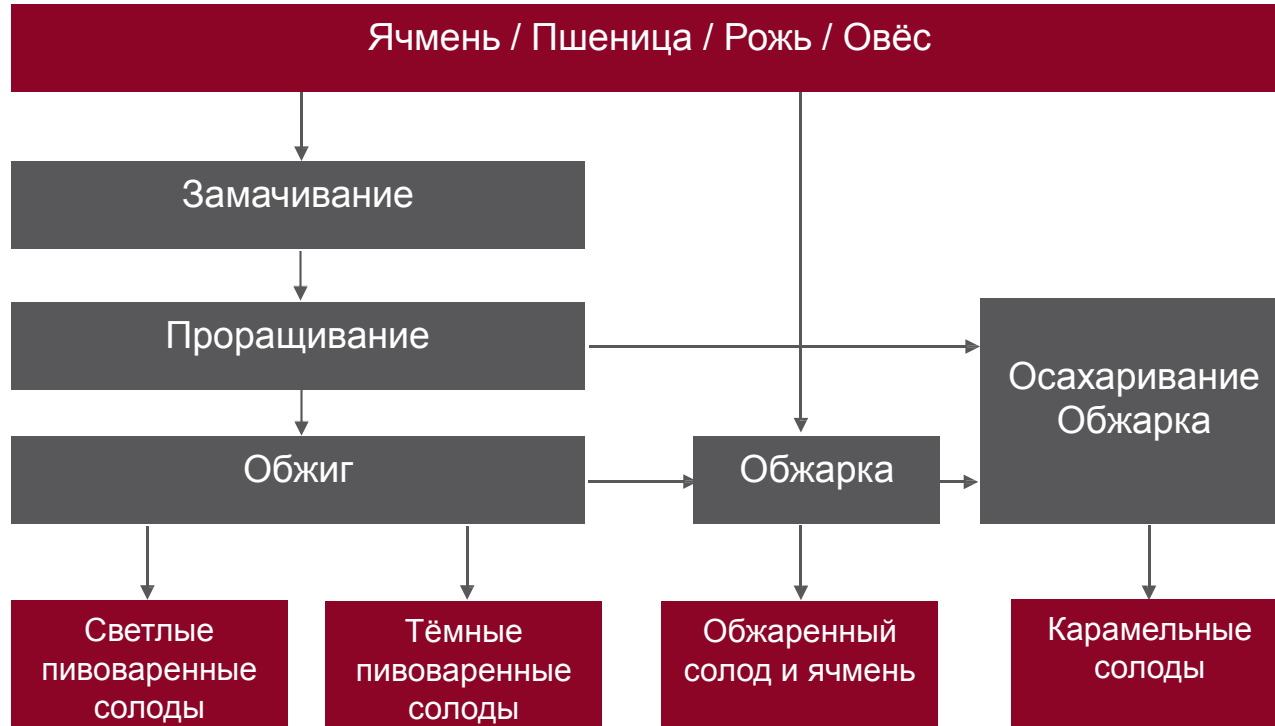 Ячмень / Пшеница / Рожь / Овёс
Замачивание
Проращивание
Осахаривание
Обжарка
Обжиг
Обжарка
Светлые
пивоваренные
солоды
Тёмные
пивоваренные
солоды
Обжаренный
солод и ячмень
Карамельные
солоды